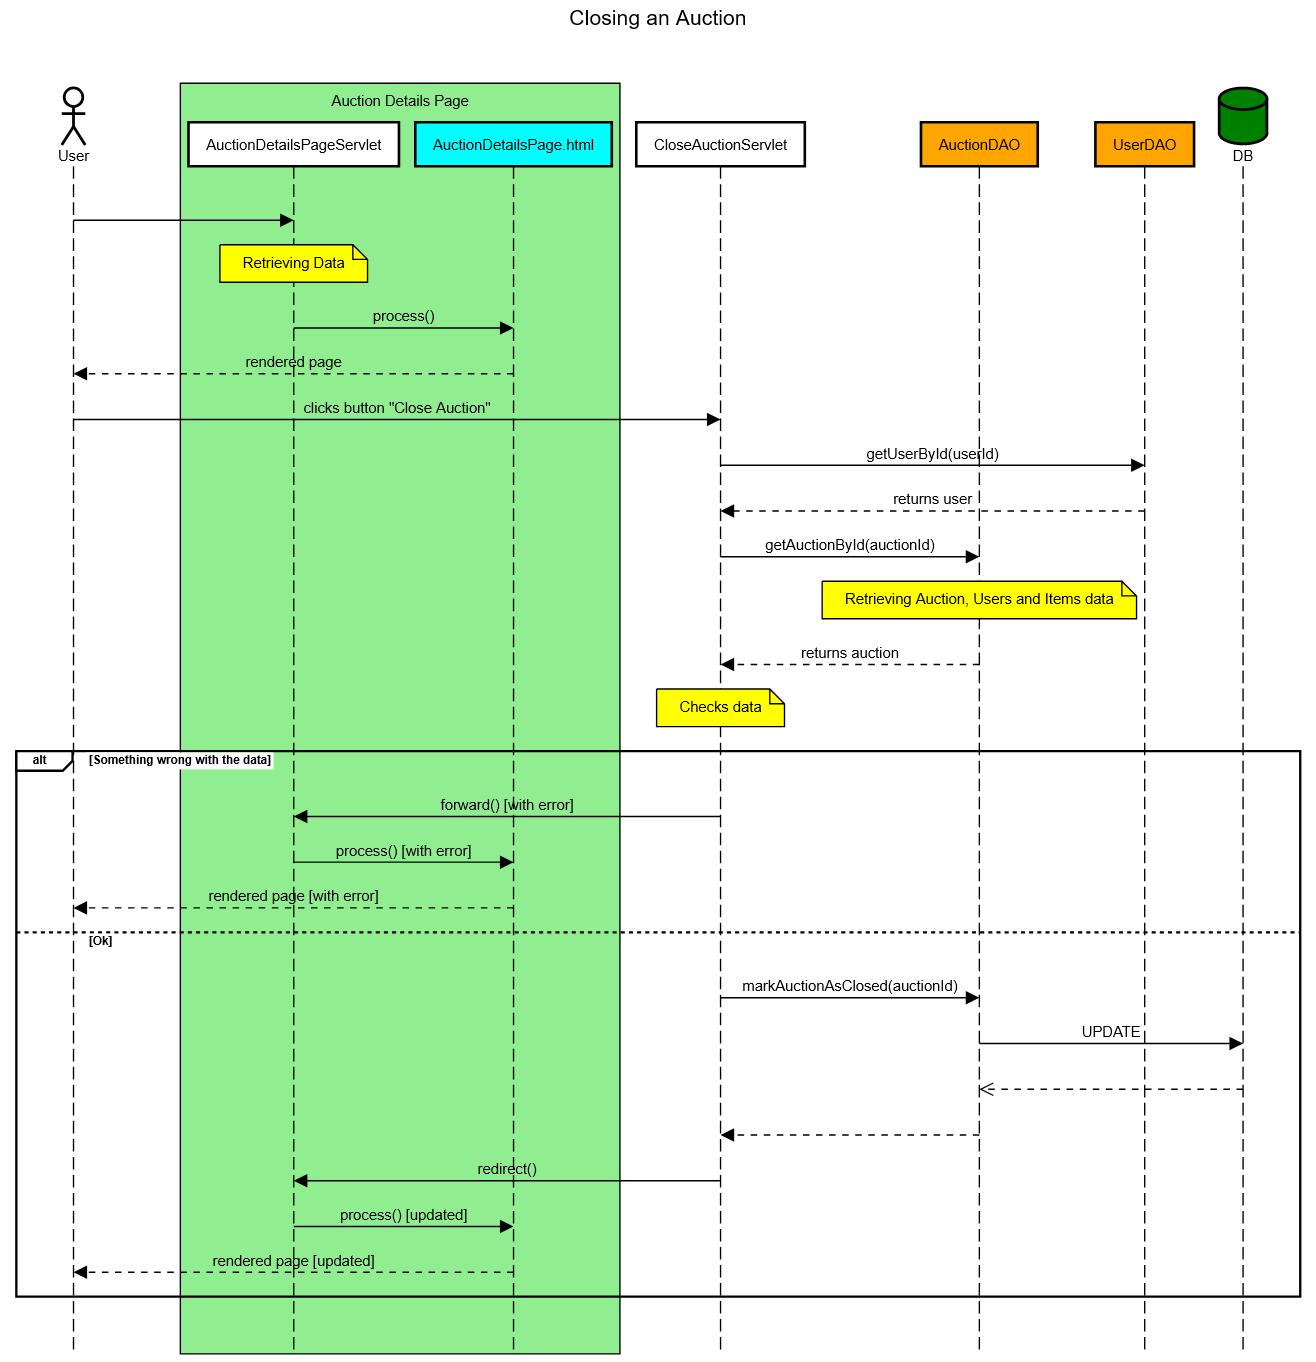 Closing an Auction
Auction Details Page
User
AuctionDetailsPageServlet
AuctionDetailsPage.html
CloseAuctionServlet
AuctionDAO
UserDAO
DB
Retrieving Data
process()
rendered page
clicks button "Close Auction"
getUserById(userId)
returns user
getAuctionById(auctionId)
Retrieving Auction, Users and Items data
returns auction
Checks data
alt
[Something wrong with the data]
forward() [with error]
process() [with error]
rendered page [with error]
[Ok]
markAuctionAsClosed(auctionId)
UPDATE
redirect()
process() [updated]
rendered page [updated]